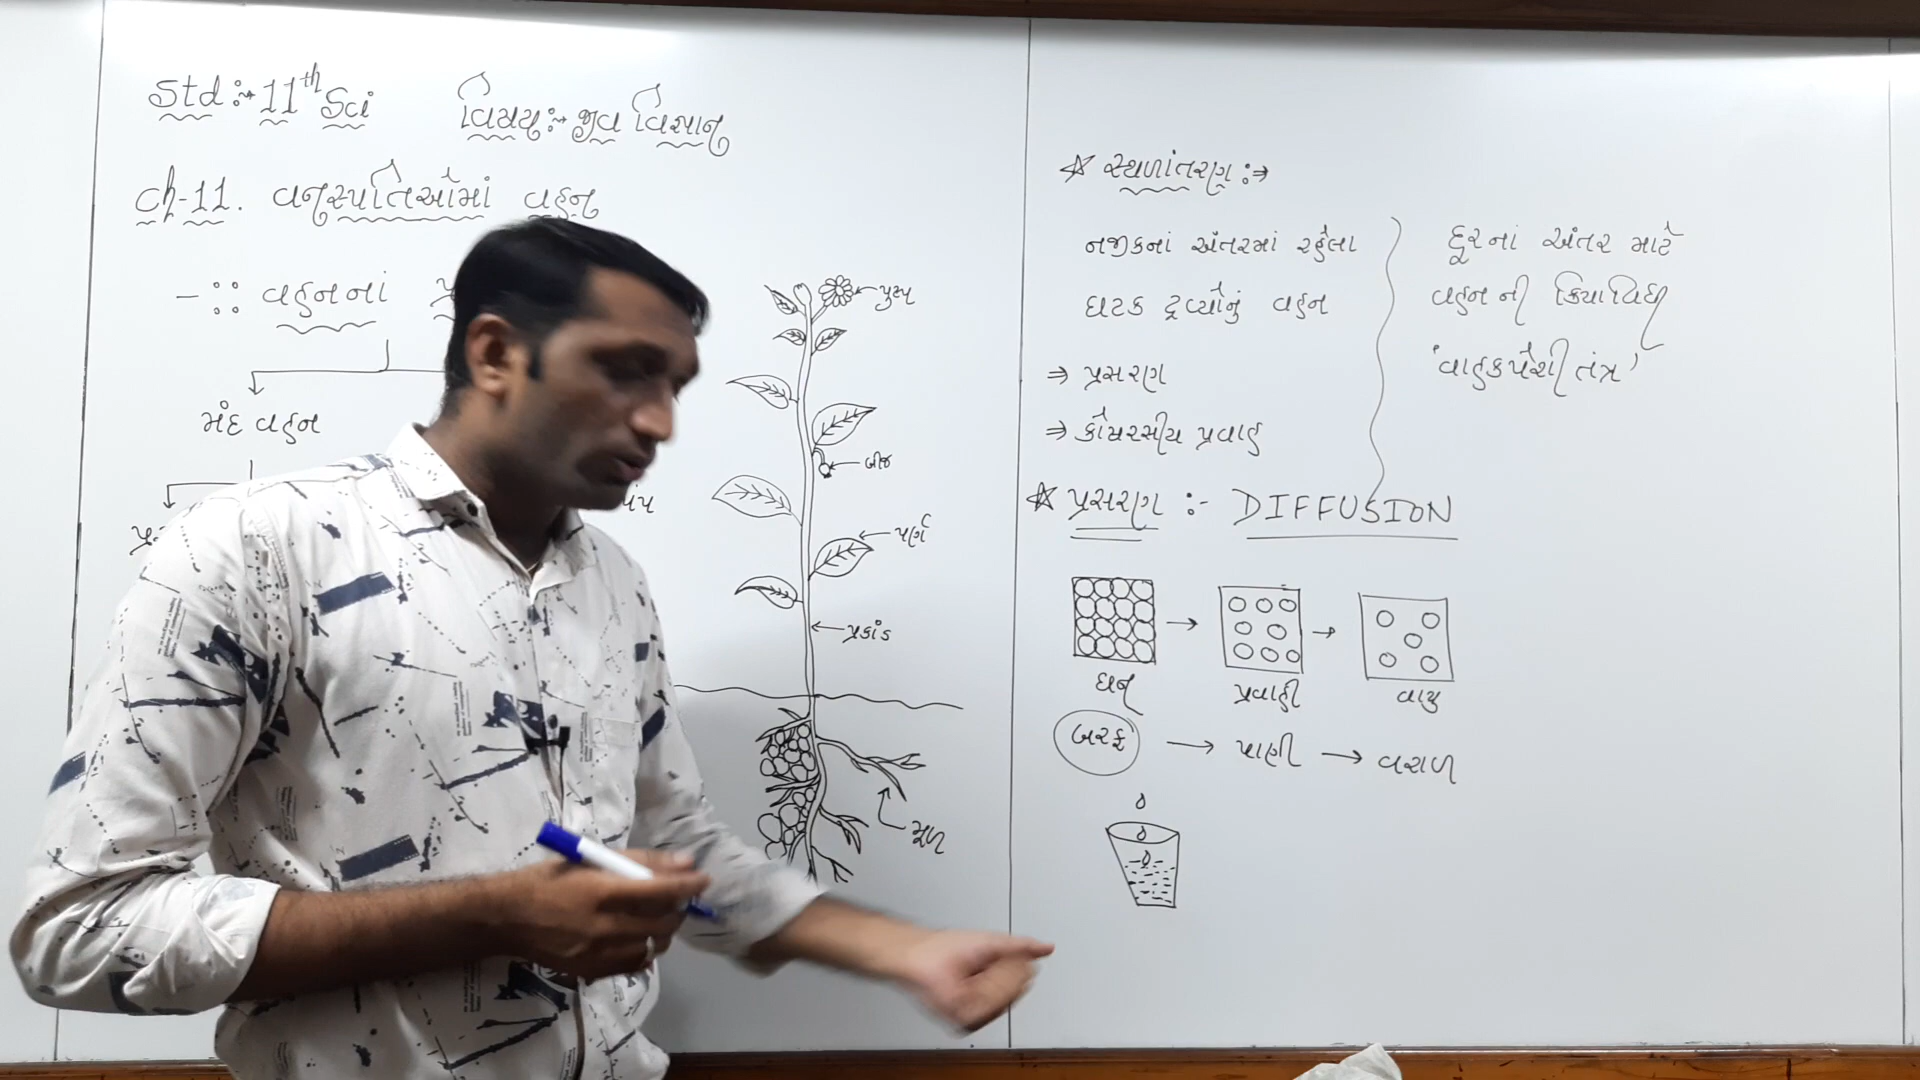 Std :→ 11th Sci
વિષય :→ જીવ વિજ્ઞાન
Ch-11. વનસ્પતિઓમાં વહન
- :: વહનનાં
મંદ વહન
પુષ્પ
બીજ
પર્ણ
પ્રકાંડ
મૂળ
☆ સ્થળાંતરણ :⇒
નજીકનાં અંતરમાં રહેલા
ઘટક દ્રવ્યોનું વહન
⇒ પ્રસરણ
⇒ કોષરસીય પ્રવાહ
દૂરનાં અંતર માટે
વહન ની ક્રિયાવિધી
'વાહકપેશીતંત્ર'
☆ પ્રસરણ :- DIFFUSION
ઘન → પ્રવાહી → વાયુ
બરફ → પાણી → વરાળ